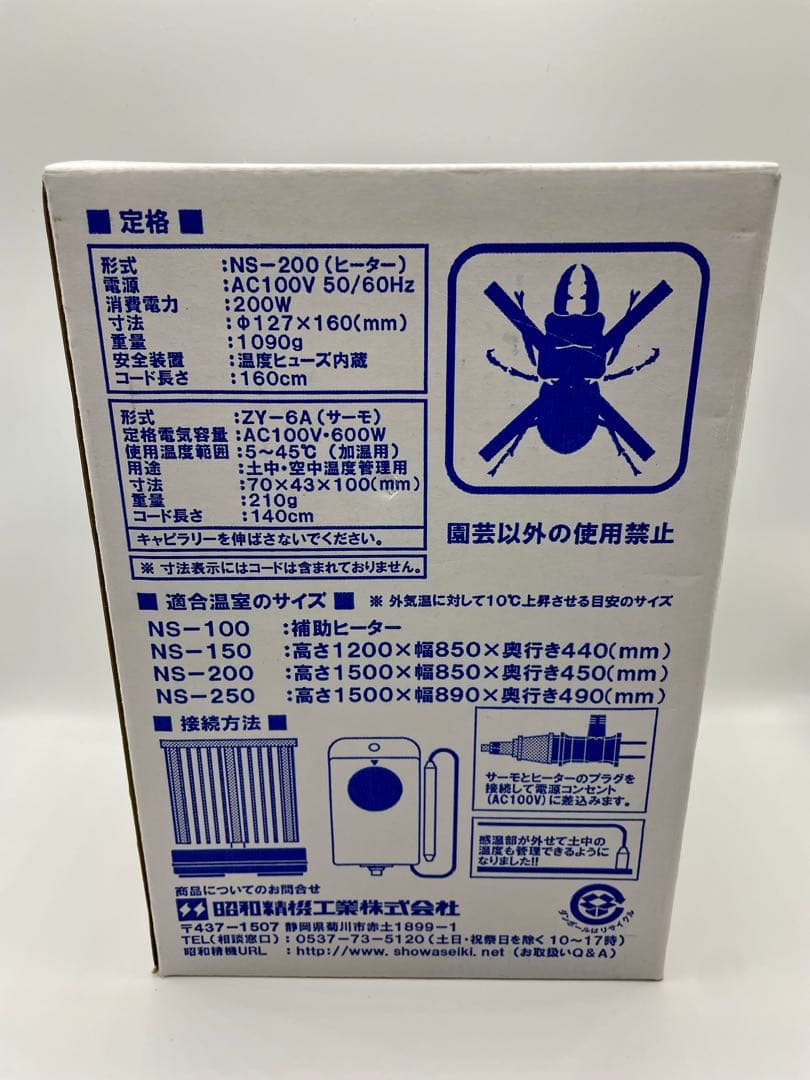 ■ 定格 ■
形式 :NS-200(ヒーター)
電源 :AC100V 50/60Hz
消費電力 :200W
寸法 :Φ127×160(mm)
重量 :1090g
安全装置 :温度ヒューズ内蔵
コード長さ :160cm
形式 :ZY-6A(サーモ)
定格電気容量 :AC100V・600W
使用温度範囲 :5~45℃ (加温用)
用途 :土中・空中温度管理用
寸法 :70×43×100(mm)
重量 :210g
コード長さ :140cm
キャピラリーを伸ばさないでください。
※ 寸法表示にはコードは含まれておりません。
園芸以外の使用禁止
■ 適合温室のサイズ ■ ※ 外気温に対して10℃上昇させる目安のサイズ
NS-100 :補助ヒーター
NS-150 :高さ1200×幅850×奥行き440(mm)
NS-200 :高さ1500×幅850×奥行き450(mm)
NS-250 :高さ1500×幅890×奥行き490(mm)
■ 接続方法 ■
サーモとヒーターのプラグを
接続して電源コンセント
(AC100V)に差込みます。
感温部が外せて土中の
温度も管理できるように
なりました!!
商品についてのお問合せ
昭和精機工業株式会社
〒437-1507 静岡県菊川市赤土1899-1
TEL(相談窓口) : 0537-73-5120 (土日・祝祭日を除く 10~17時)
昭和精機URL : http://www. showaseiki. net (お取扱いQ&A)
ダンボールはリサイクル